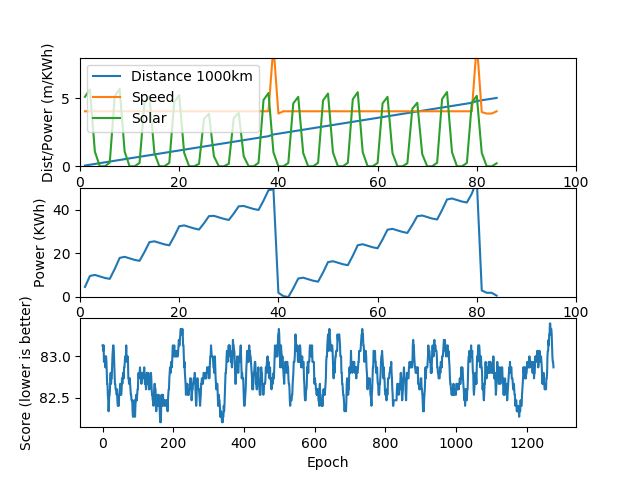 Dist/Power (m/KWh)
5
0
Distance 1000km
Speed
Solar
0 20 40 60 80 100
Power (KWh)
40
20
0
0 20 40 60 80 100
Score (lower is better)
83.0
82.5
0 200 400 600 800 1000 1200
Epoch